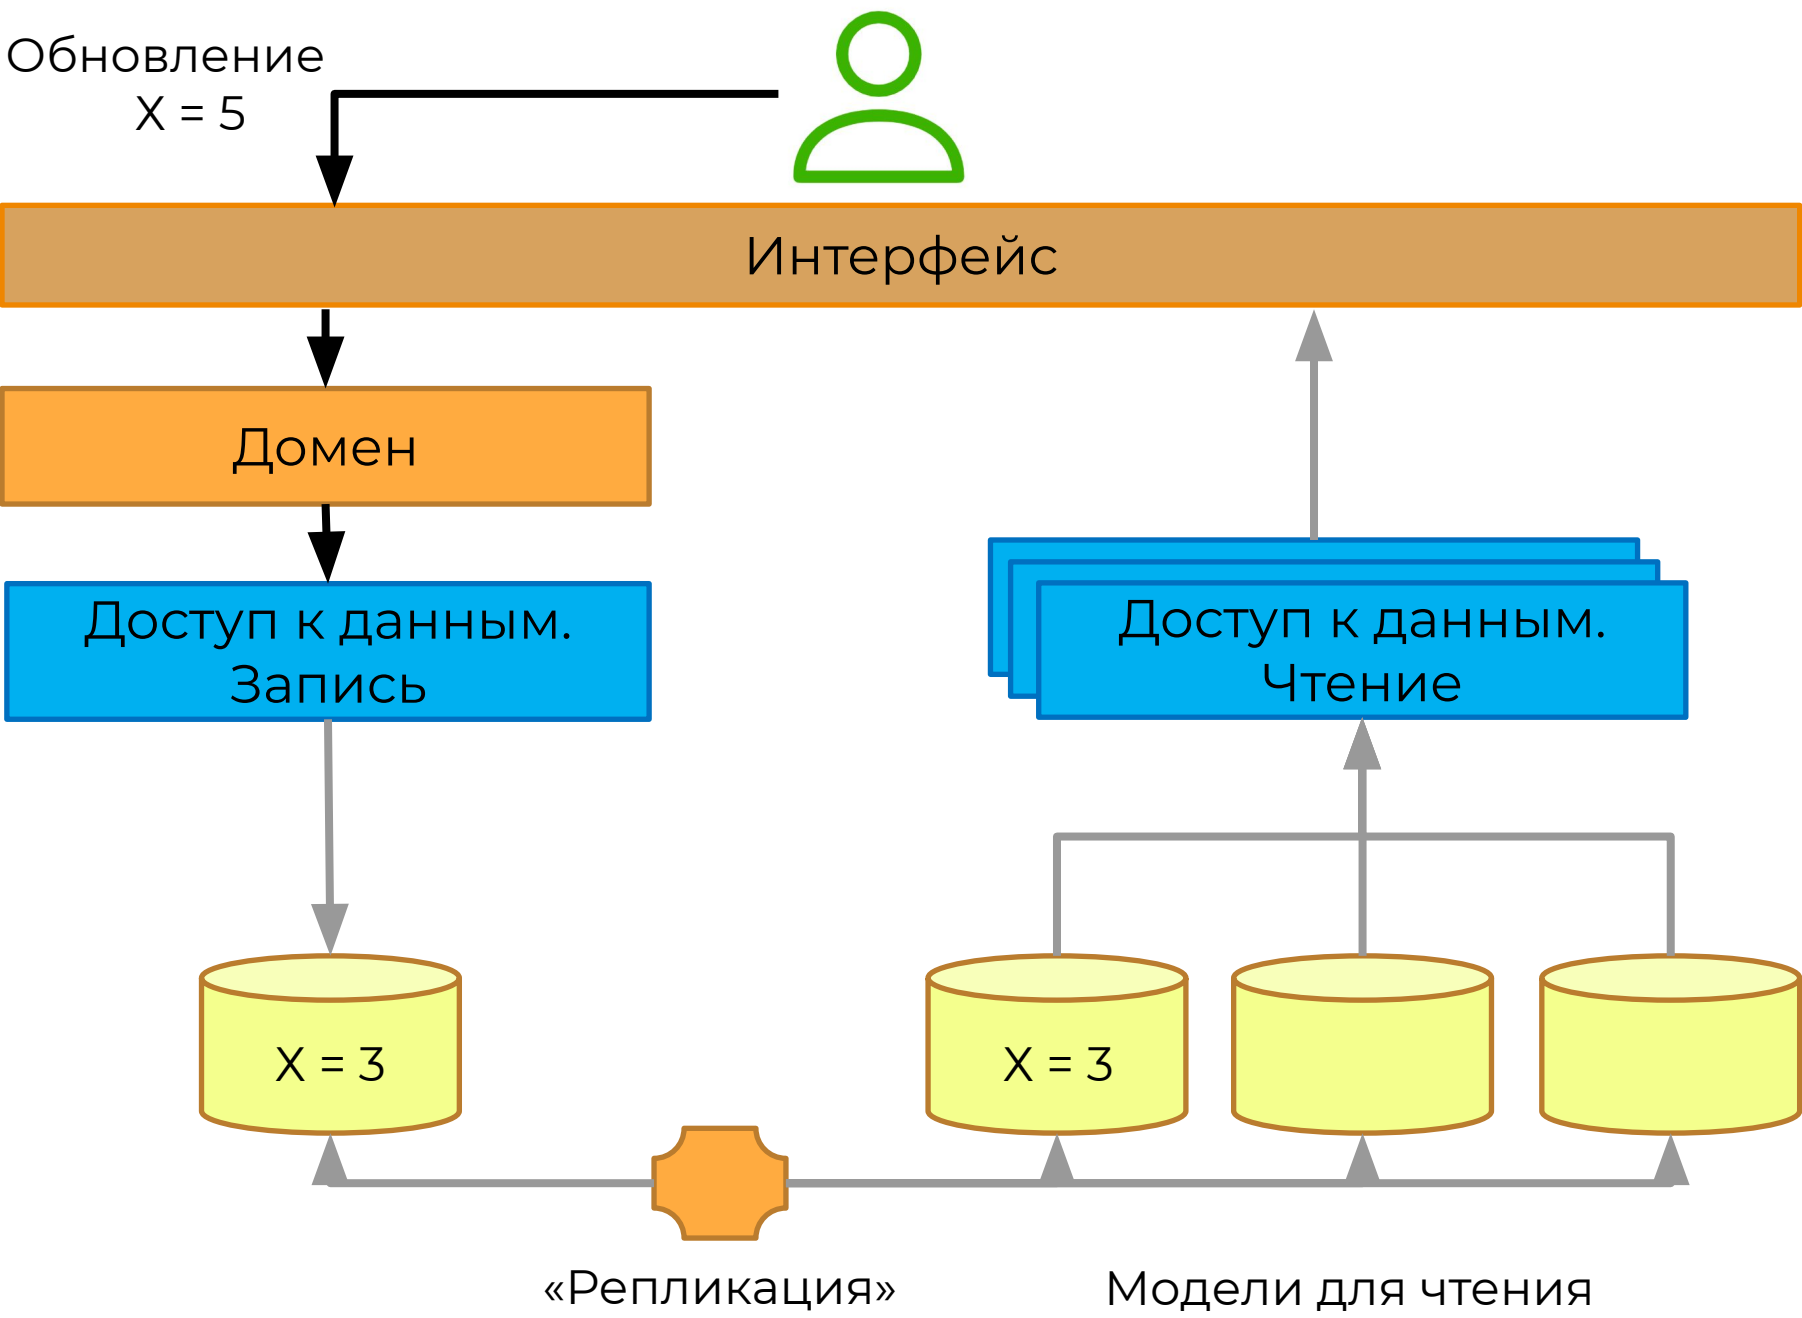 Обновление
X = 5
Интерфейс
Домен
Доступ к данным.
Запись
Доступ к данным.
Чтение
X = 3
X = 3
«Репликация»
Модели для чтения